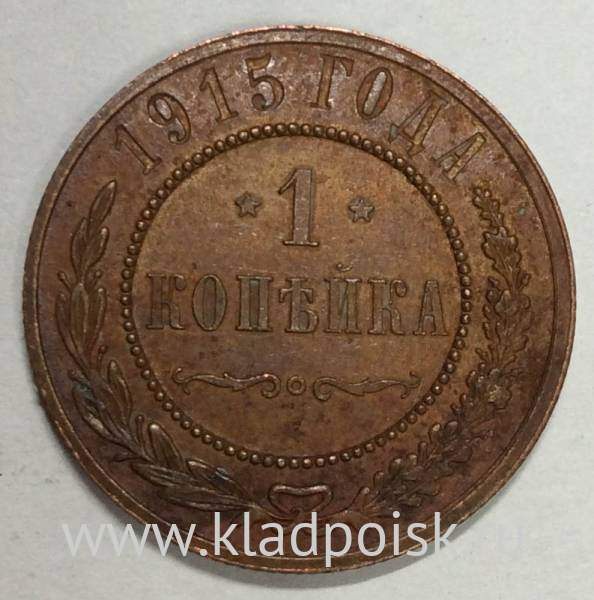 1915 ГОДА
* 1 *
КОПѢЙКА
www.kladpoisk